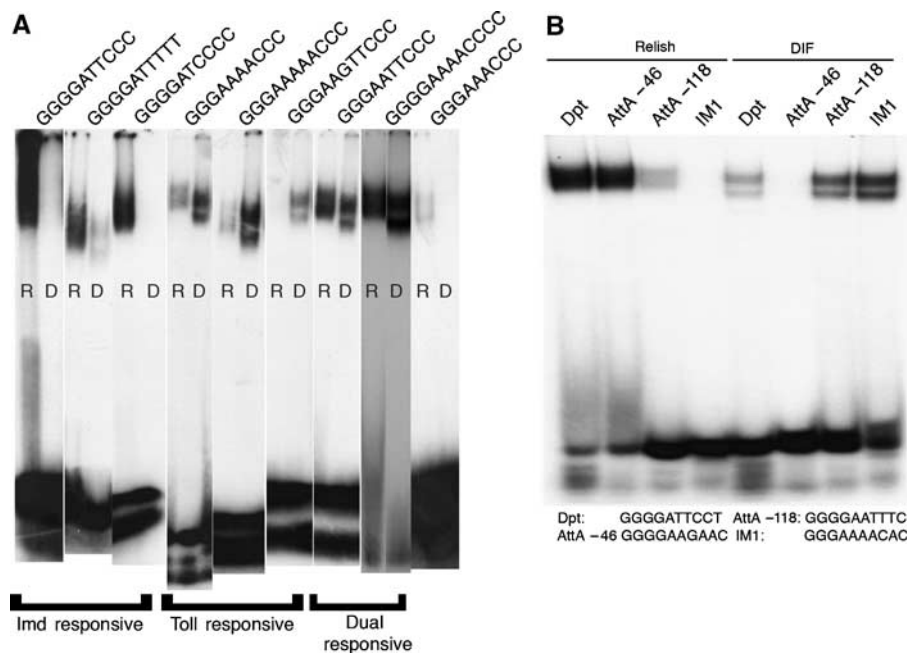 A
GGGGATTCCC
GGGGATTTTT
GGGGATCCCC
GGGAAAACCC
GGGAAAAACCC
GGGAAGTTCCC
GGGAATTCCC
GGGGAAAACCCC
GGGAAACCC
R D R D R D R D R D R D R D R D
Imd responsive
Toll responsive
Dual
responsive
B
Relish DIF
Dpt AttA – 46 AttA – 118 IM1 Dpt AttA – 46 AttA – 118 IM1
Dpt: GGGGATTCCT AttA – 118: GGGGAATTTC
AttA – 46 GGGGAAGAAC IM1: GGGAAAACAC